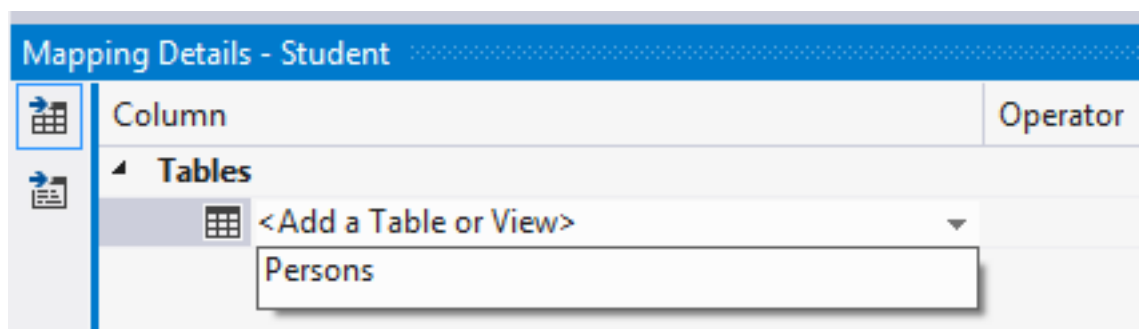 Mapping Details - Student
Column Operator
Tables
<Add a Table or View>
Persons